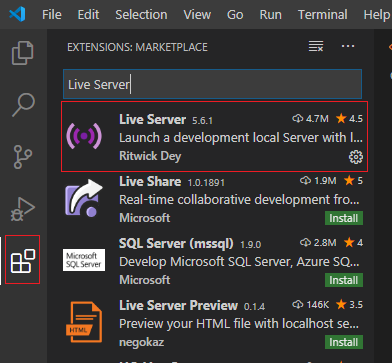 File Edit Selection View Go Run Terminal Help
EXTENSIONS: MARKETPLACE
Live Server
Live Server 5.6.1 4.7M 4.5
Launch a development local Server with l...
Ritwick Dey
Live Share 1.0.1891 1.9M 5
Real-time collaborative development fro...
Microsoft Install
Microsoft
SQL Server
SQL Server (mssql) 1.9.0 2.8M 4
Develop Microsoft SQL Server, Azure SQ...
Microsoft Install
HTML
Live Server Preview 0.1.4 146K 3.5
Preview your HTML file with localhost se...
negokaz Install